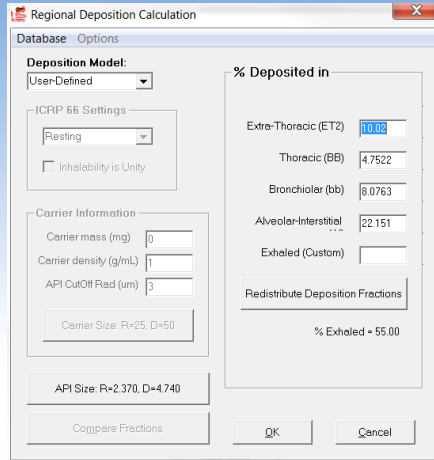 Regional Deposition Calculation
Database Options
Deposition Model:
User-Defined
ICRP 66 Settings
Resting
Inhalability is Unity
Carrier Information
Carrier mass (mg) 0
Carrier density (g/mL) 1
API CutOff Rad (um) 3
Carrier Size: R=25, D=50
API Size: R=2.370, D=4.740
Compare Fractions
% Deposited in
Extra-Thoracic (ET2) 10.02
Thoracic (BB) 4.7522
Bronchiolar (bb) 8.0763
Alveolar-Interstitial 22.151
Exhaled (Custom)
Redistribute Deposition Fractions
% Exhaled = 55.00
OK Cancel